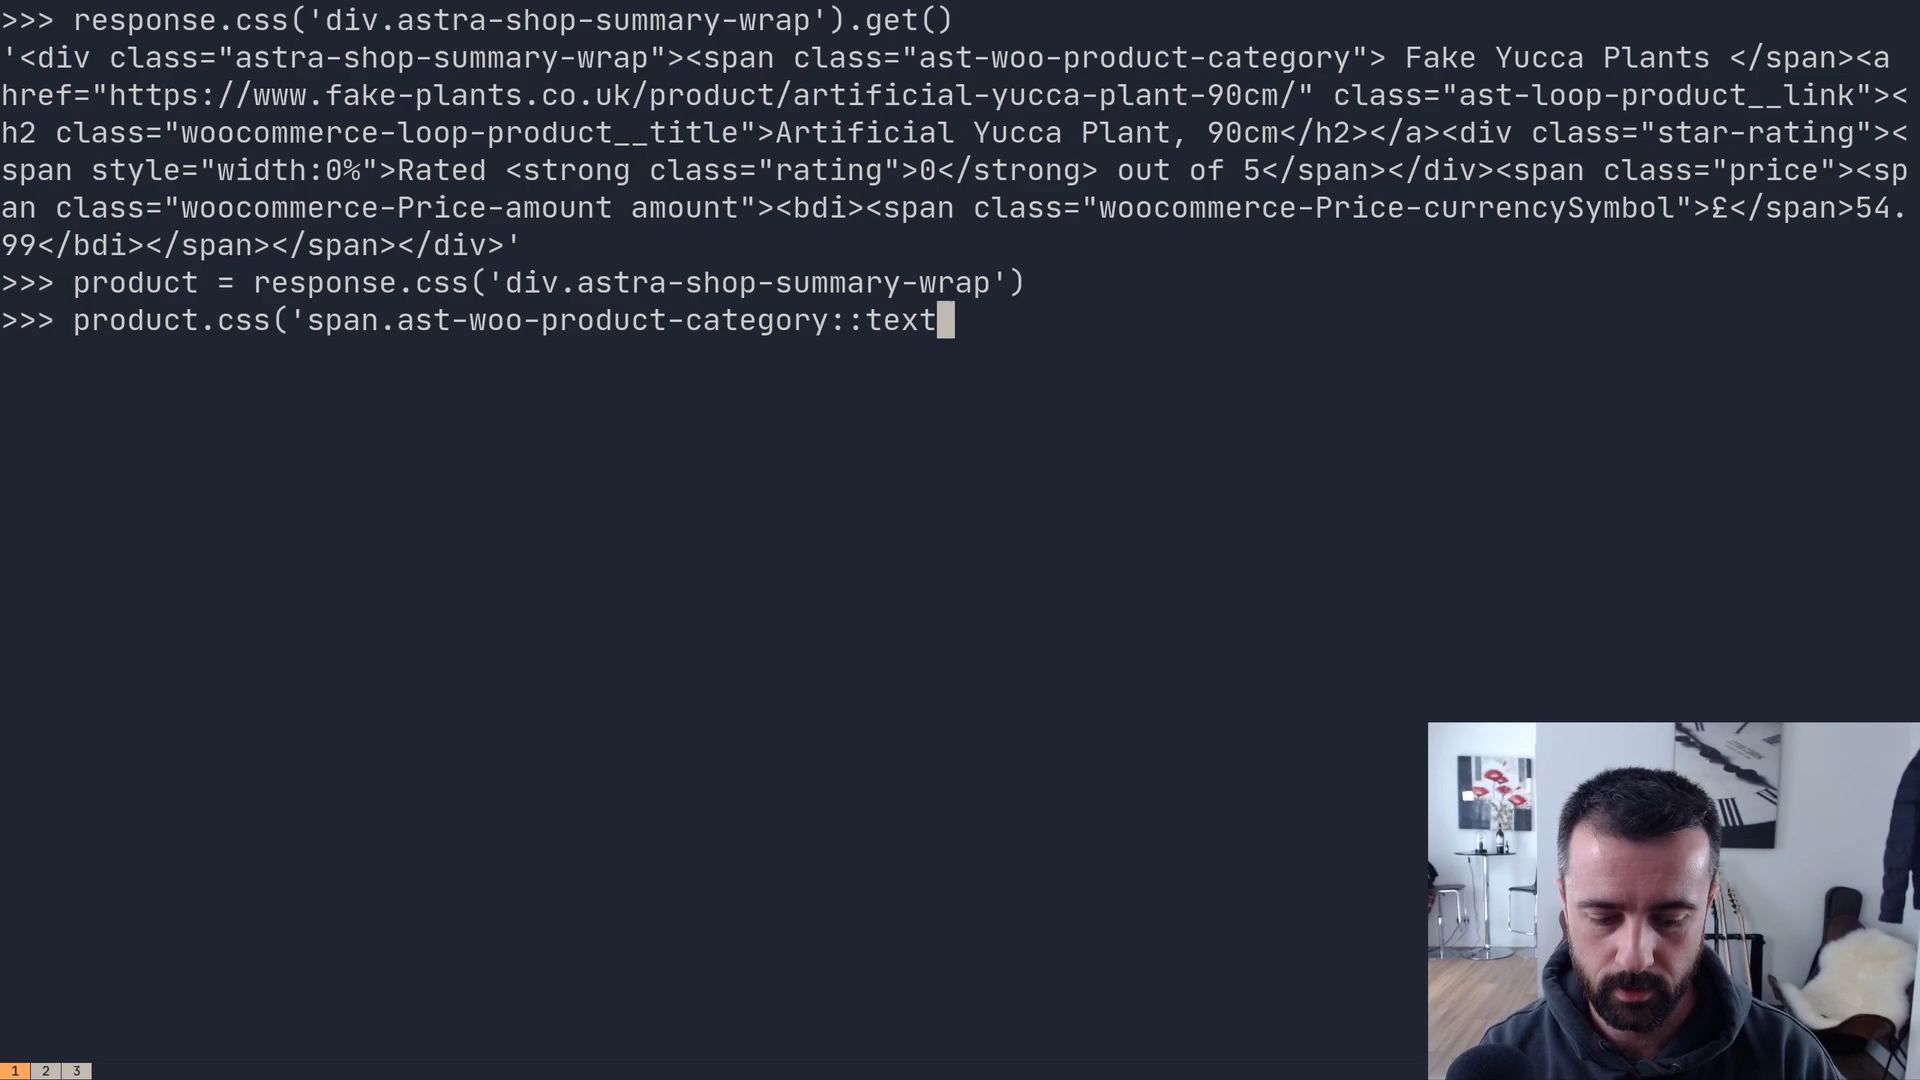 >>> response.css('div.astra-shop-summary-wrap').get()
'<div class="astra-shop-summary-wrap"><span class="ast-woo-product-category"> Fake Yucca Plants </span><a
href="https://www.fake-plants.co.uk/product/artificial-yucca-plant-90cm/" class="ast-loop-product__link"><
h2 class="woocommerce-loop-product__title">Artificial Yucca Plant, 90cm</h2></a><div class="star-rating"><
span style="width:0%">Rated <strong class="rating">0</strong> out of 5</span></div><span class="price"><sp
an class="woocommerce-Price-amount amount"><bdi><span class="woocommerce-Price-currencySymbol">£</span>54.
99</bdi></span></span></div>'
>>> product = response.css('div.astra-shop-summary-wrap')
>>> product.css('span.ast-woo-product-category::text
1 2 3